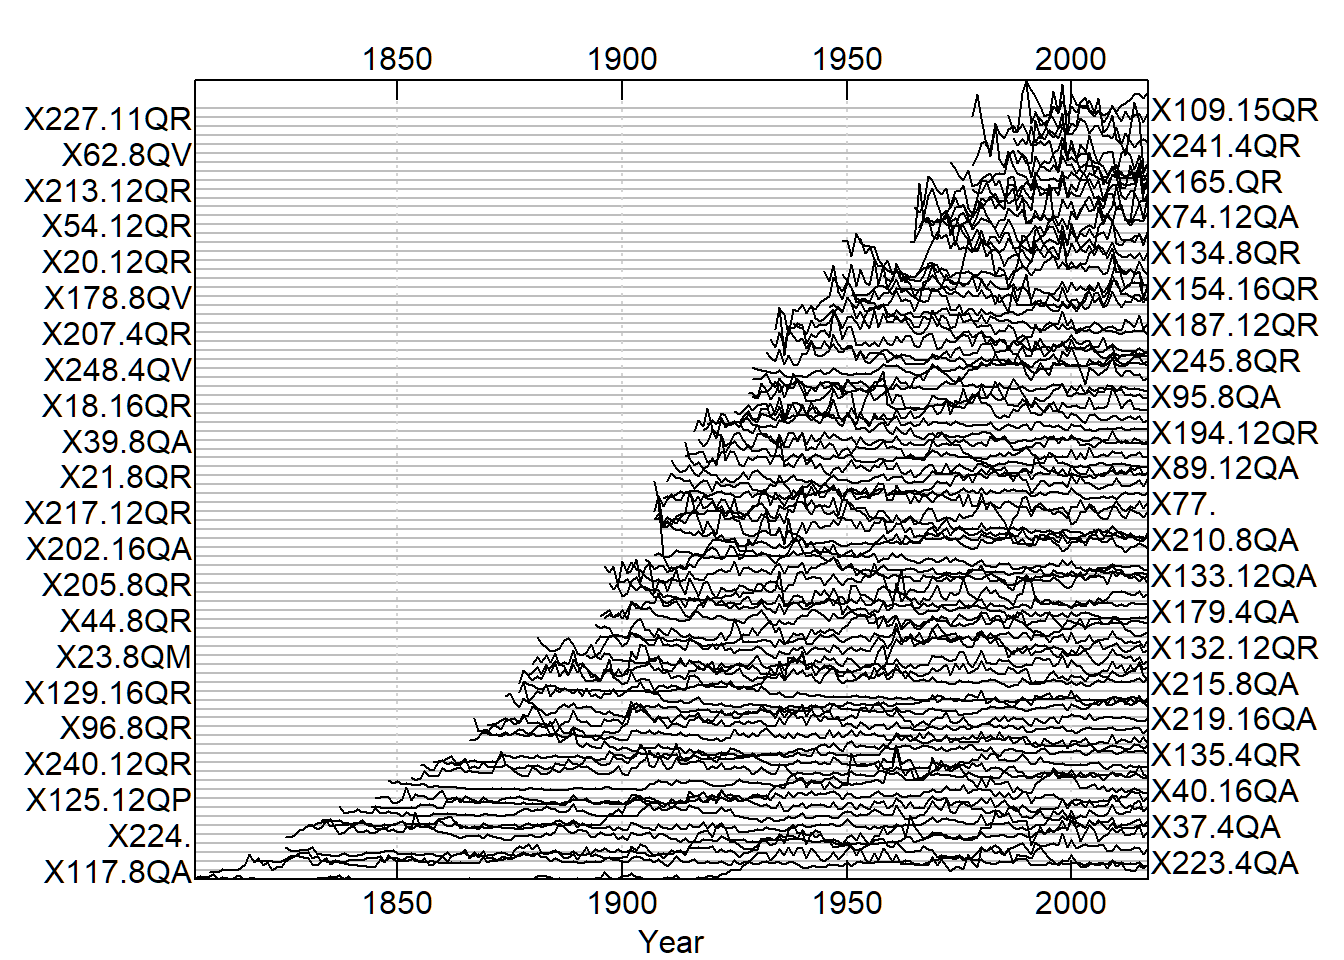 1850 1900 1950 2000
X227.11QR X109.15QR
X62.8QV X241.4QR
X213.12QR X165.QR
X54.12QR X74.12QA
X20.12QR X134.8QR
X178.8QV X154.16QR
X207.4QR X187.12QR
X248.4QV X245.8QR
X18.16QR X95.8QA
X39.8QA X194.12QR
X21.8QR X89.12QA
X217.12QR X77.
X202.16QA X210.8QA
X205.8QR X133.12QA
X44.8QR X179.4QA
X23.8QM X132.12QR
X129.16QR X215.8QA
X96.8QR X219.16QA
X240.12QR X135.4QR
X125.12QP X40.16QA
X224. X37.4QA
X117.8QA X223.4QA
1850 1900 1950 2000
Year